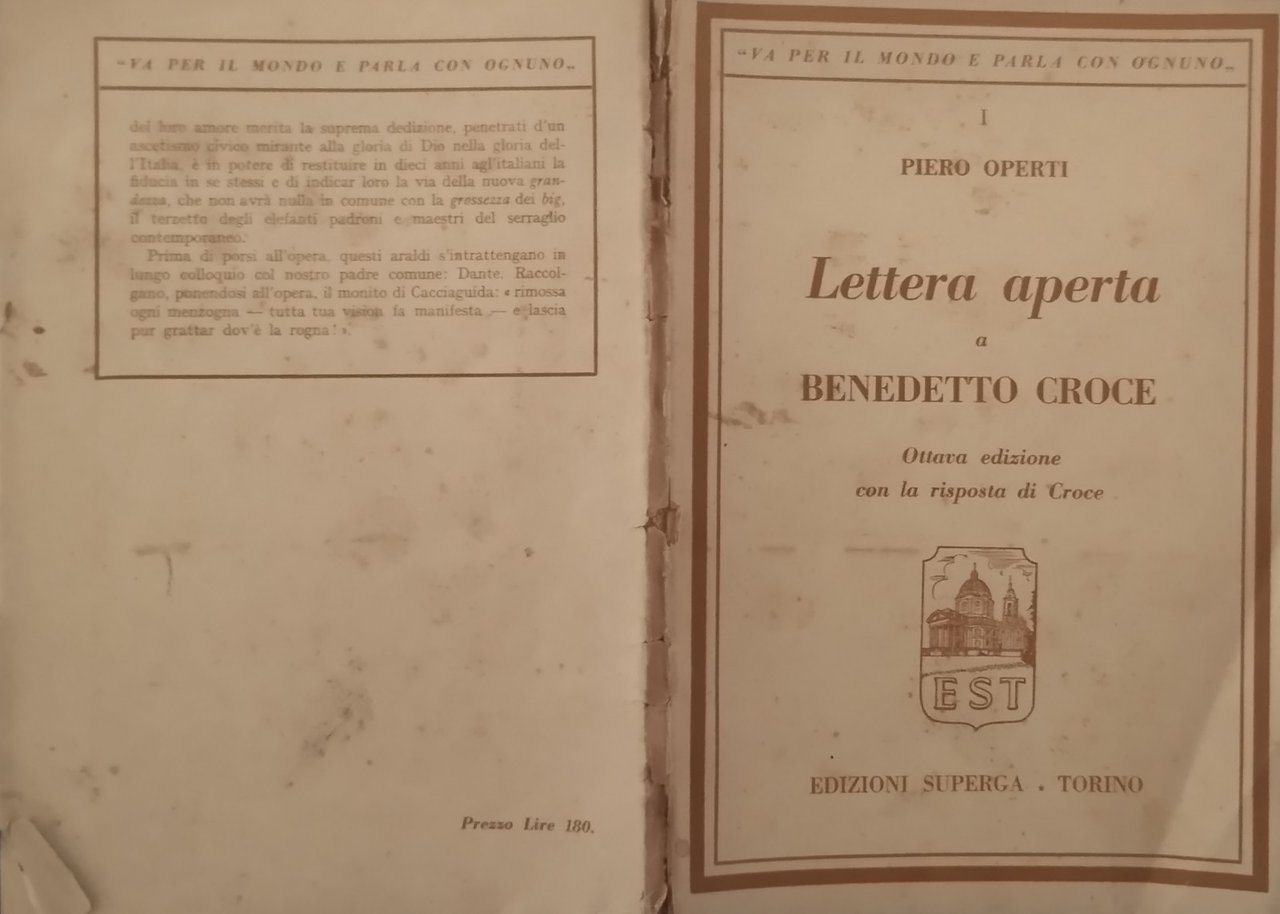 "VA PER IL MONDO E PARLA CON OGNUNO„
del loro amore merita la suprema dedizione, penetrati d'un
ascetismo civico mirante alla gloria di Dio nella gloria del-
l'Italia, è in potere di restituire in dieci anni agl'italiani la
fiducia in se stessi e di indicar loro la via della nuova gran-
dezza, che non avrà nulla in comune con la grossezza dei big,
il terzetto degli elefanti padroni e maestri del serraglio
contemporaneo.
Prima di porsi all'opera, questi araldi s'intrattengano in
lungo colloquio col nostro padre comune: Dante. Raccol-
gano, ponendosi all'opera, il monito di Cacciaguida: « rimossa
ogni menzogna — tutta tua vision fa manifesta — e lascia
pur grattar dov'è la rogna! ».
Prezzo Lire 180.
"VA PER IL MONDO E PARLA CON OGNUNO„
I
PIERO OPERTI
Lettera aperta
a
BENEDETTO CROCE
Ottava edizione
con la risposta di Croce
EST
EDIZIONI SUPERGA . TORINO